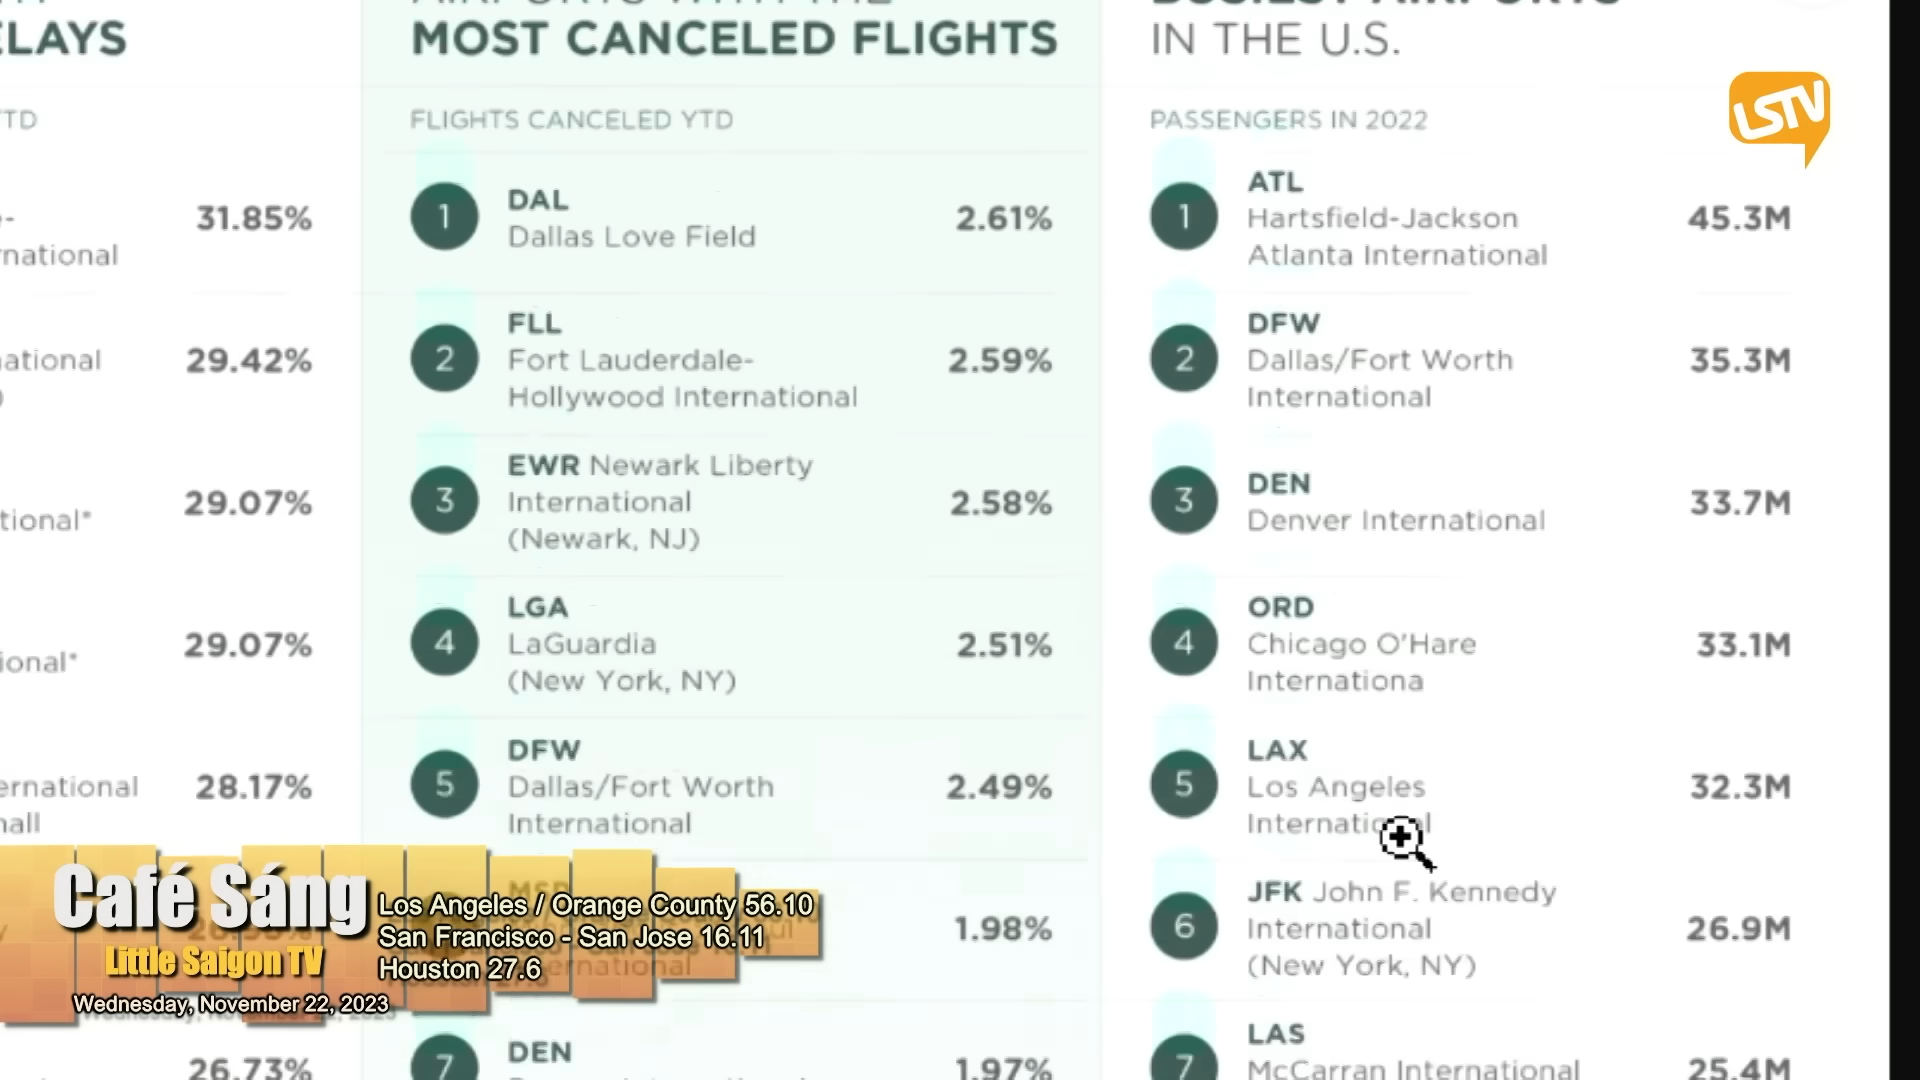 ELAYS
TD
31.85%
national
29.42%
ational
29.07%
tional*
29.07%
ional*
28.17%
ernational
all
26.73%
AIRPORTS WITH THE
MOST CANCELED FLIGHTS
FLIGHTS CANCELED YTD
1
DAL
Dallas Love Field
2.61%
2
FLL
Fort Lauderdale-
Hollywood International
2.59%
3
EWR Newark Liberty
International
(Newark, NJ)
2.58%
4
LGA
LaGuardia
(New York, NY)
2.51%
5
DFW
Dallas/Fort Worth
International
2.49%
1.98%
7
DEN
1.97%
BUSIEST AIRPORTS
IN THE U.S.
PASSENGERS IN 2022
1
ATL
Hartsfield-Jackson
Atlanta International
45.3M
2
DFW
Dallas/Fort Worth
International
35.3M
3
DEN
Denver International
33.7M
4
ORD
Chicago O'Hare
Internationa
33.1M
5
LAX
Los Angeles
International
32.3M
6
JFK John F. Kennedy
International
(New York, NY)
26.9M
7
LAS
McCarran International
25.4M
LSTV
Café Sáng
Little Saigon TV
Wednesday, November 22, 2023
Los Angeles / Orange County 56.10
San Francisco - San Jose 16.11
Houston 27.6